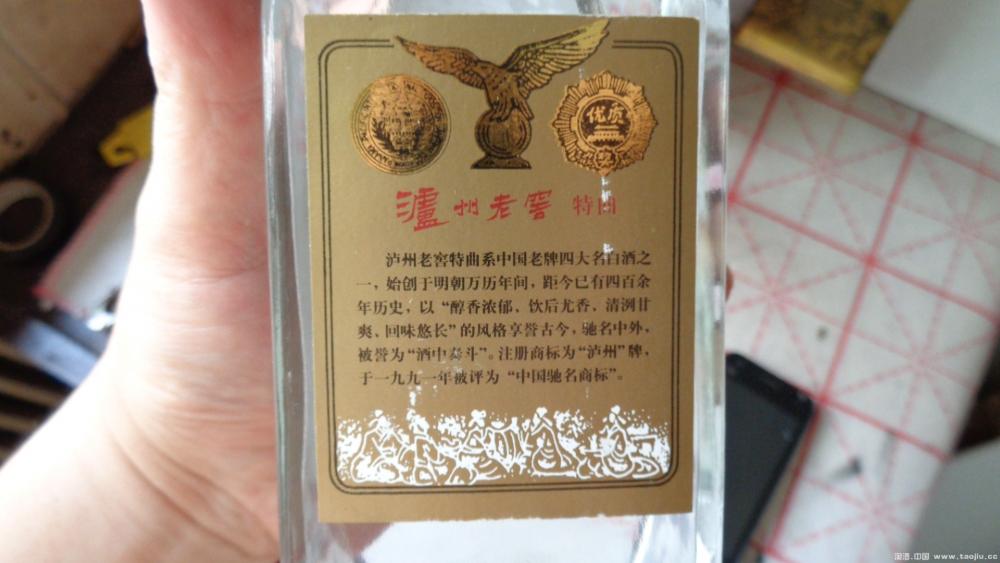 优质
奖
泸州老窖 特曲
泸州老窖特曲系中国老牌四大名白酒之
一，始创于明朝万历年间，距今已有四百余
年历史，以“醇香浓郁、饮后尤香、清洌甘
爽、回味悠长”的风格享誉古今，驰名中外，
被誉为“酒中泰斗”。注册商标为“泸州”牌，
于一九九一年被评为“中国驰名商标”。
淘酒.中国 www.taojiu.cc